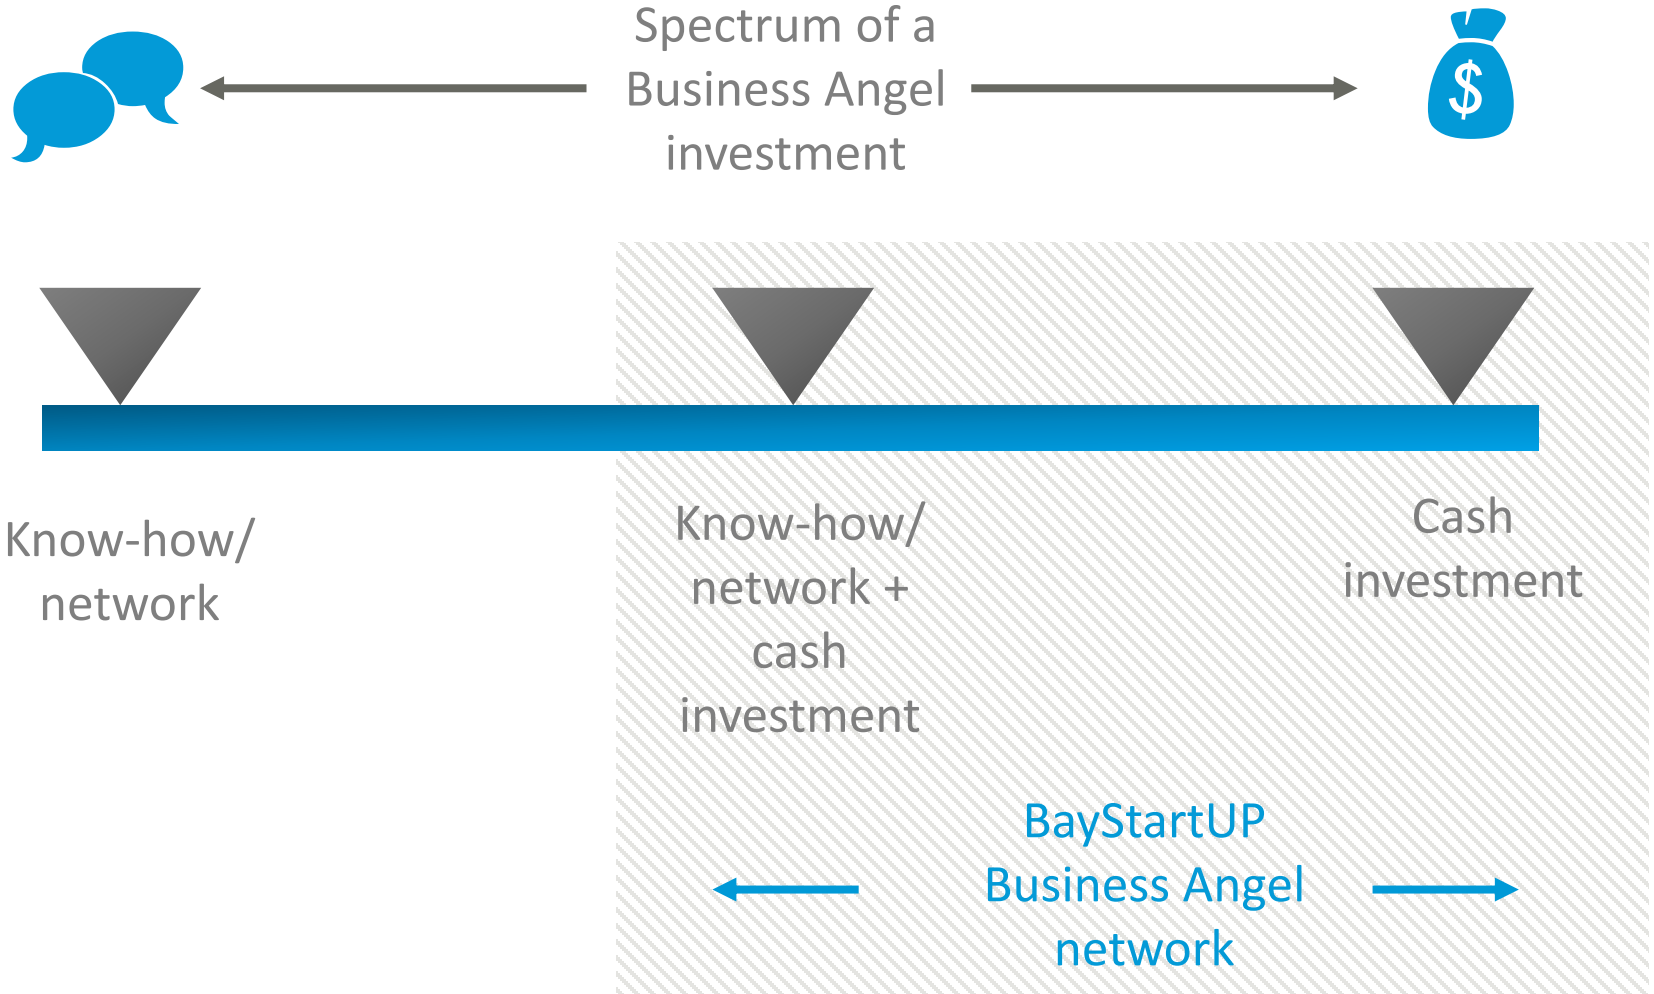 Spectrum of a
Business Angel
investment
$
Know-how/
network
Know-how/
network +
cash
investment
Cash
investment
BayStartUP
Business Angel
network